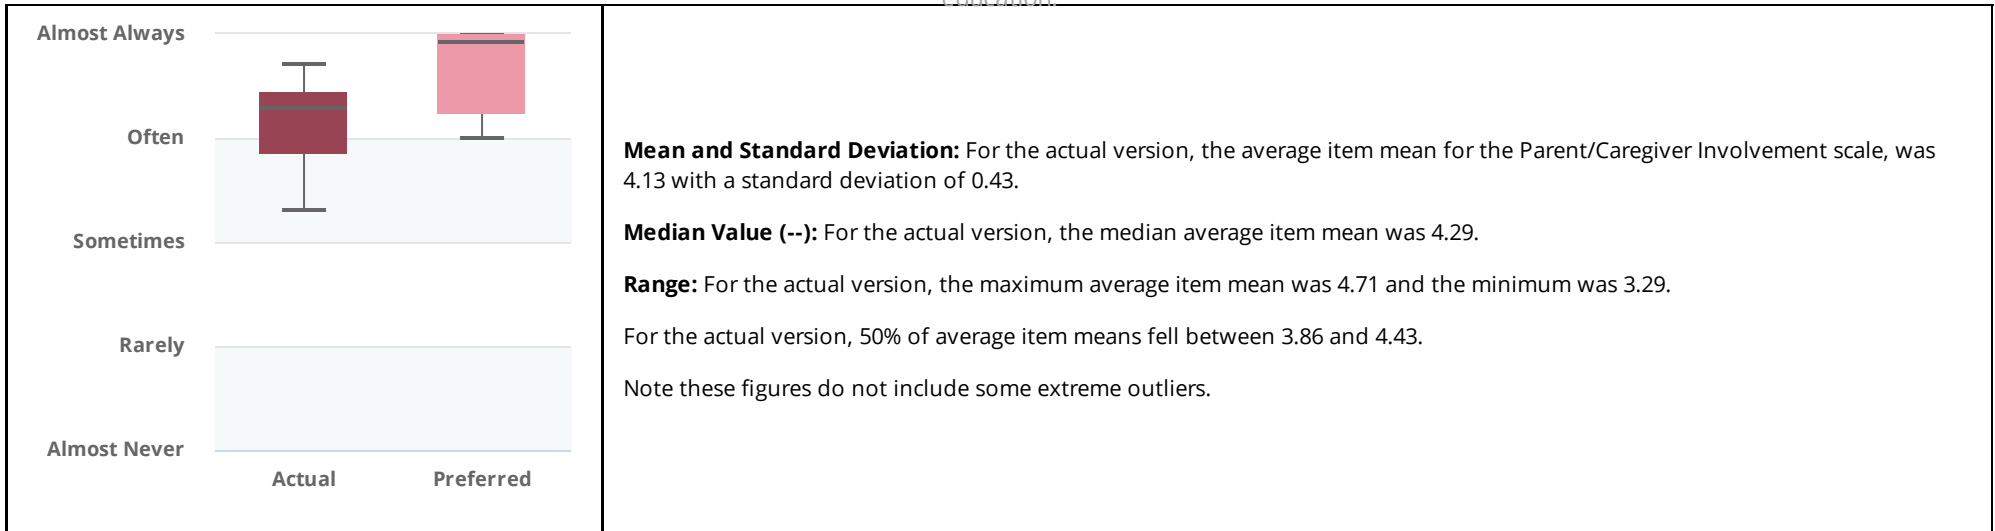 education.
Almost Always
Often
Sometimes
Rarely
Almost Never
Actual
Preferred
Mean and Standard Deviation: For the actual version, the average item mean for the Parent/Caregiver Involvement scale, was
4.13 with a standard deviation of 0.43.
Median Value (--): For the actual version, the median average item mean was 4.29.
Range: For the actual version, the maximum average item mean was 4.71 and the minimum was 3.29.
For the actual version, 50% of average item means fell between 3.86 and 4.43.
Note these figures do not include some extreme outliers.